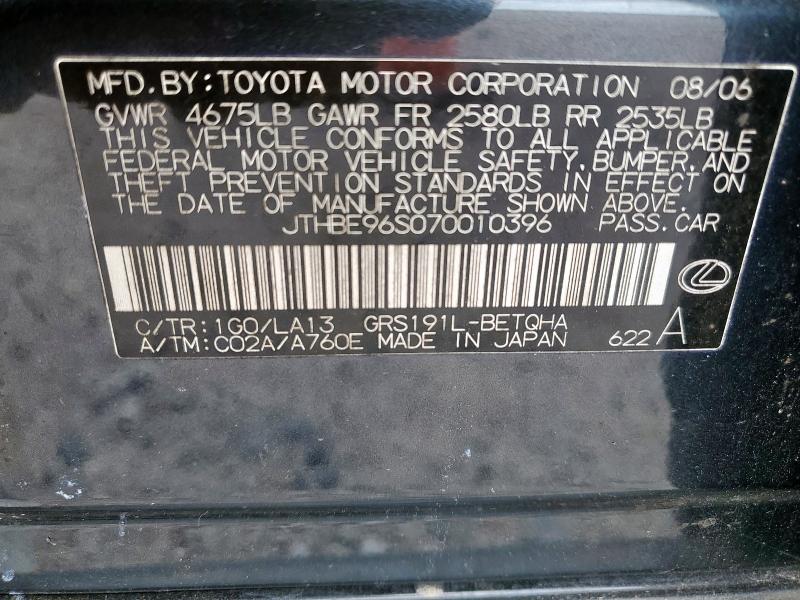 MFD.BY:TOYOTA MOTOR CORPORATION 08/06
GVWR 4675LB GAWR FR 2580LB RR 2535LB
THIS VEHICLE CONFORMS TO ALL APPLICABLE
FEDERAL MOTOR VEHICLE SAFETY, BUMPER, AND
THEFT PREVENTION STANDARDS IN EFFECT ON
THE DATE OF MANUFACTURE SHOWN ABOVE.
JTHBE96S070010396 PASS.CAR
C/TR:1G0/LA13 GRS191L-BETQHA
A/TM:C02A/A760E MADE IN JAPAN 622 A